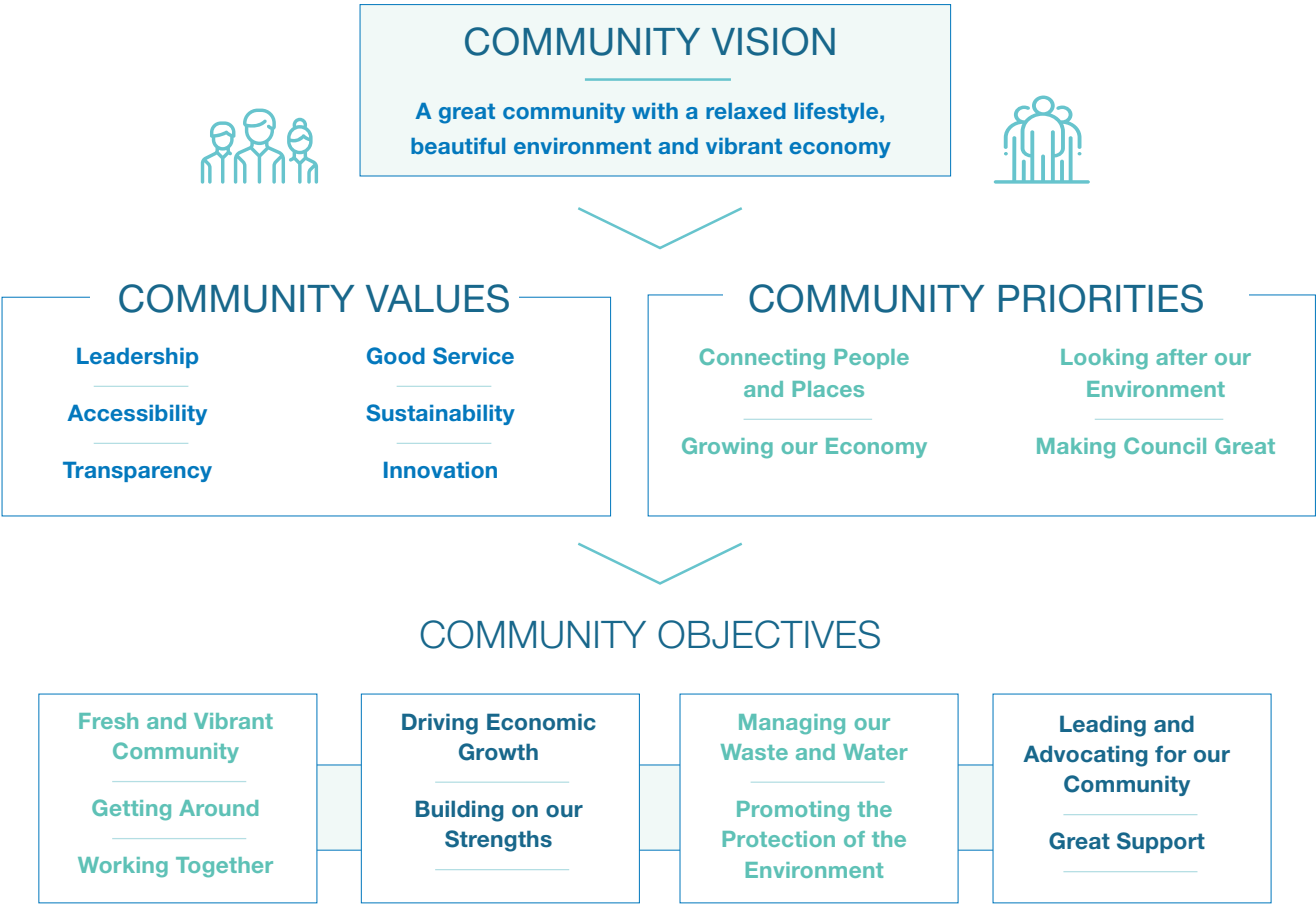 COMMUNITY VISION
A great community with a relaxed lifestyle,
beautiful environment and vibrant economy
COMMUNITY VALUES
Leadership
Accessibility
Transparency
Good Service
Sustainability
Innovation
COMMUNITY PRIORITIES
Connecting People
and Places
Growing our Economy
Looking after our
Environment
Making Council Great
COMMUNITY OBJECTIVES
Fresh and Vibrant
Community
Getting Around
Working Together
Driving Economic
Growth
Building on our
Strengths
Managing our
Waste and Water
Promoting the
Protection of the
Environment
Leading and
Advocating for our
Community
Great Support